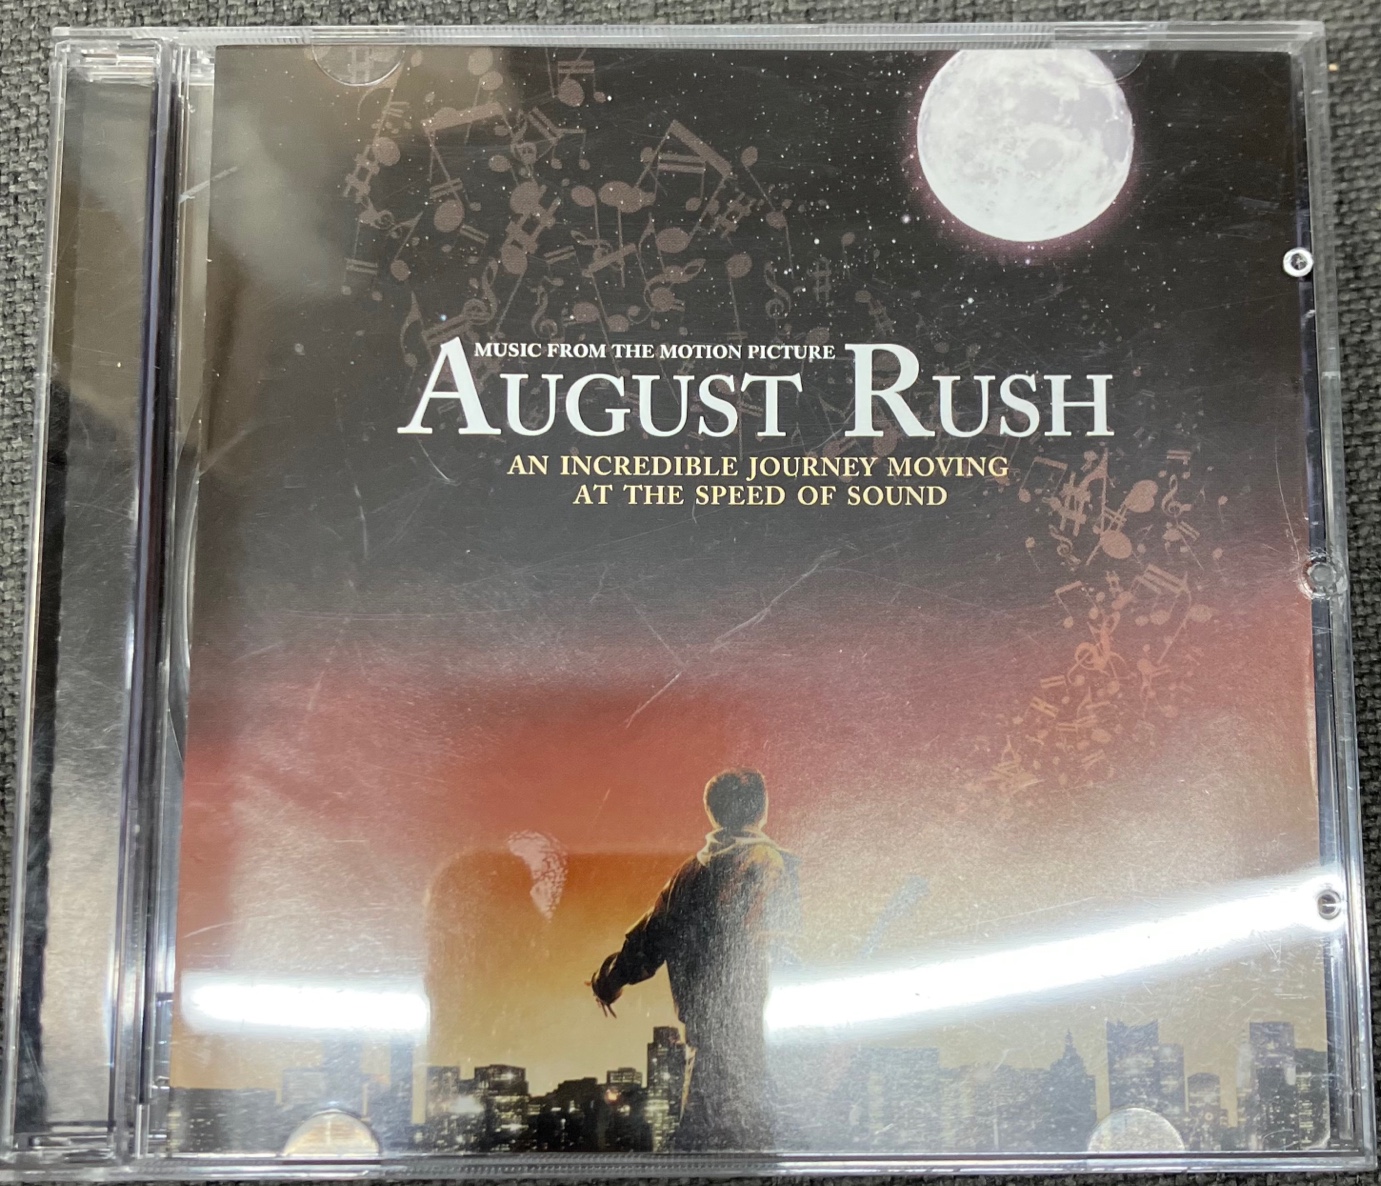 MUSIC FROM THE MOTION PICTURE
AUGUST RUSH
AN INCREDIBLE JOURNEY MOVING
AT THE SPEED OF SOUND